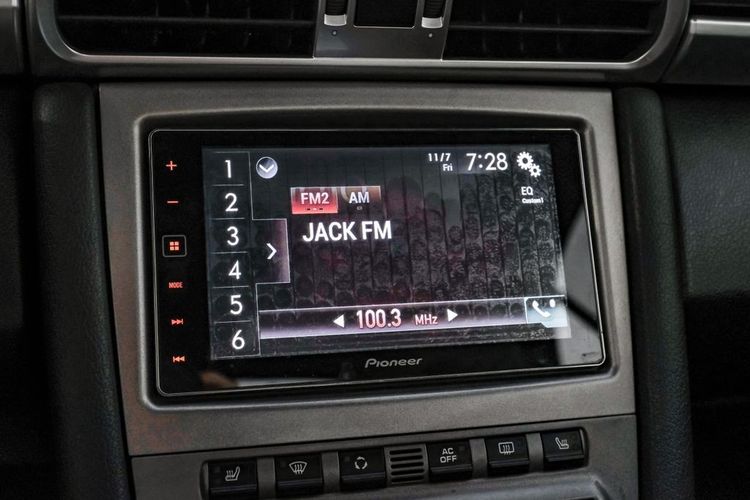 11/7
Fri
7:28
1
2
3
4
5
6
FM2
AM
EQ
Custom1
JACK FM
100.3 MHz
+
−
MODE
Pioneer
AC
OFF